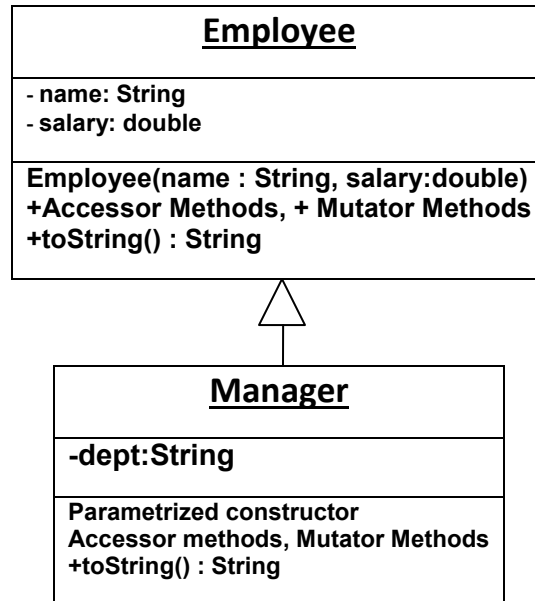 Employee
- name: String
- salary: double
Employee(name : String, salary:double)
+Accessor Methods, + Mutator Methods
+toString() : String
Manager
-dept:String
Parametrized constructor
Accessor methods, Mutator Methods
+toString() : String